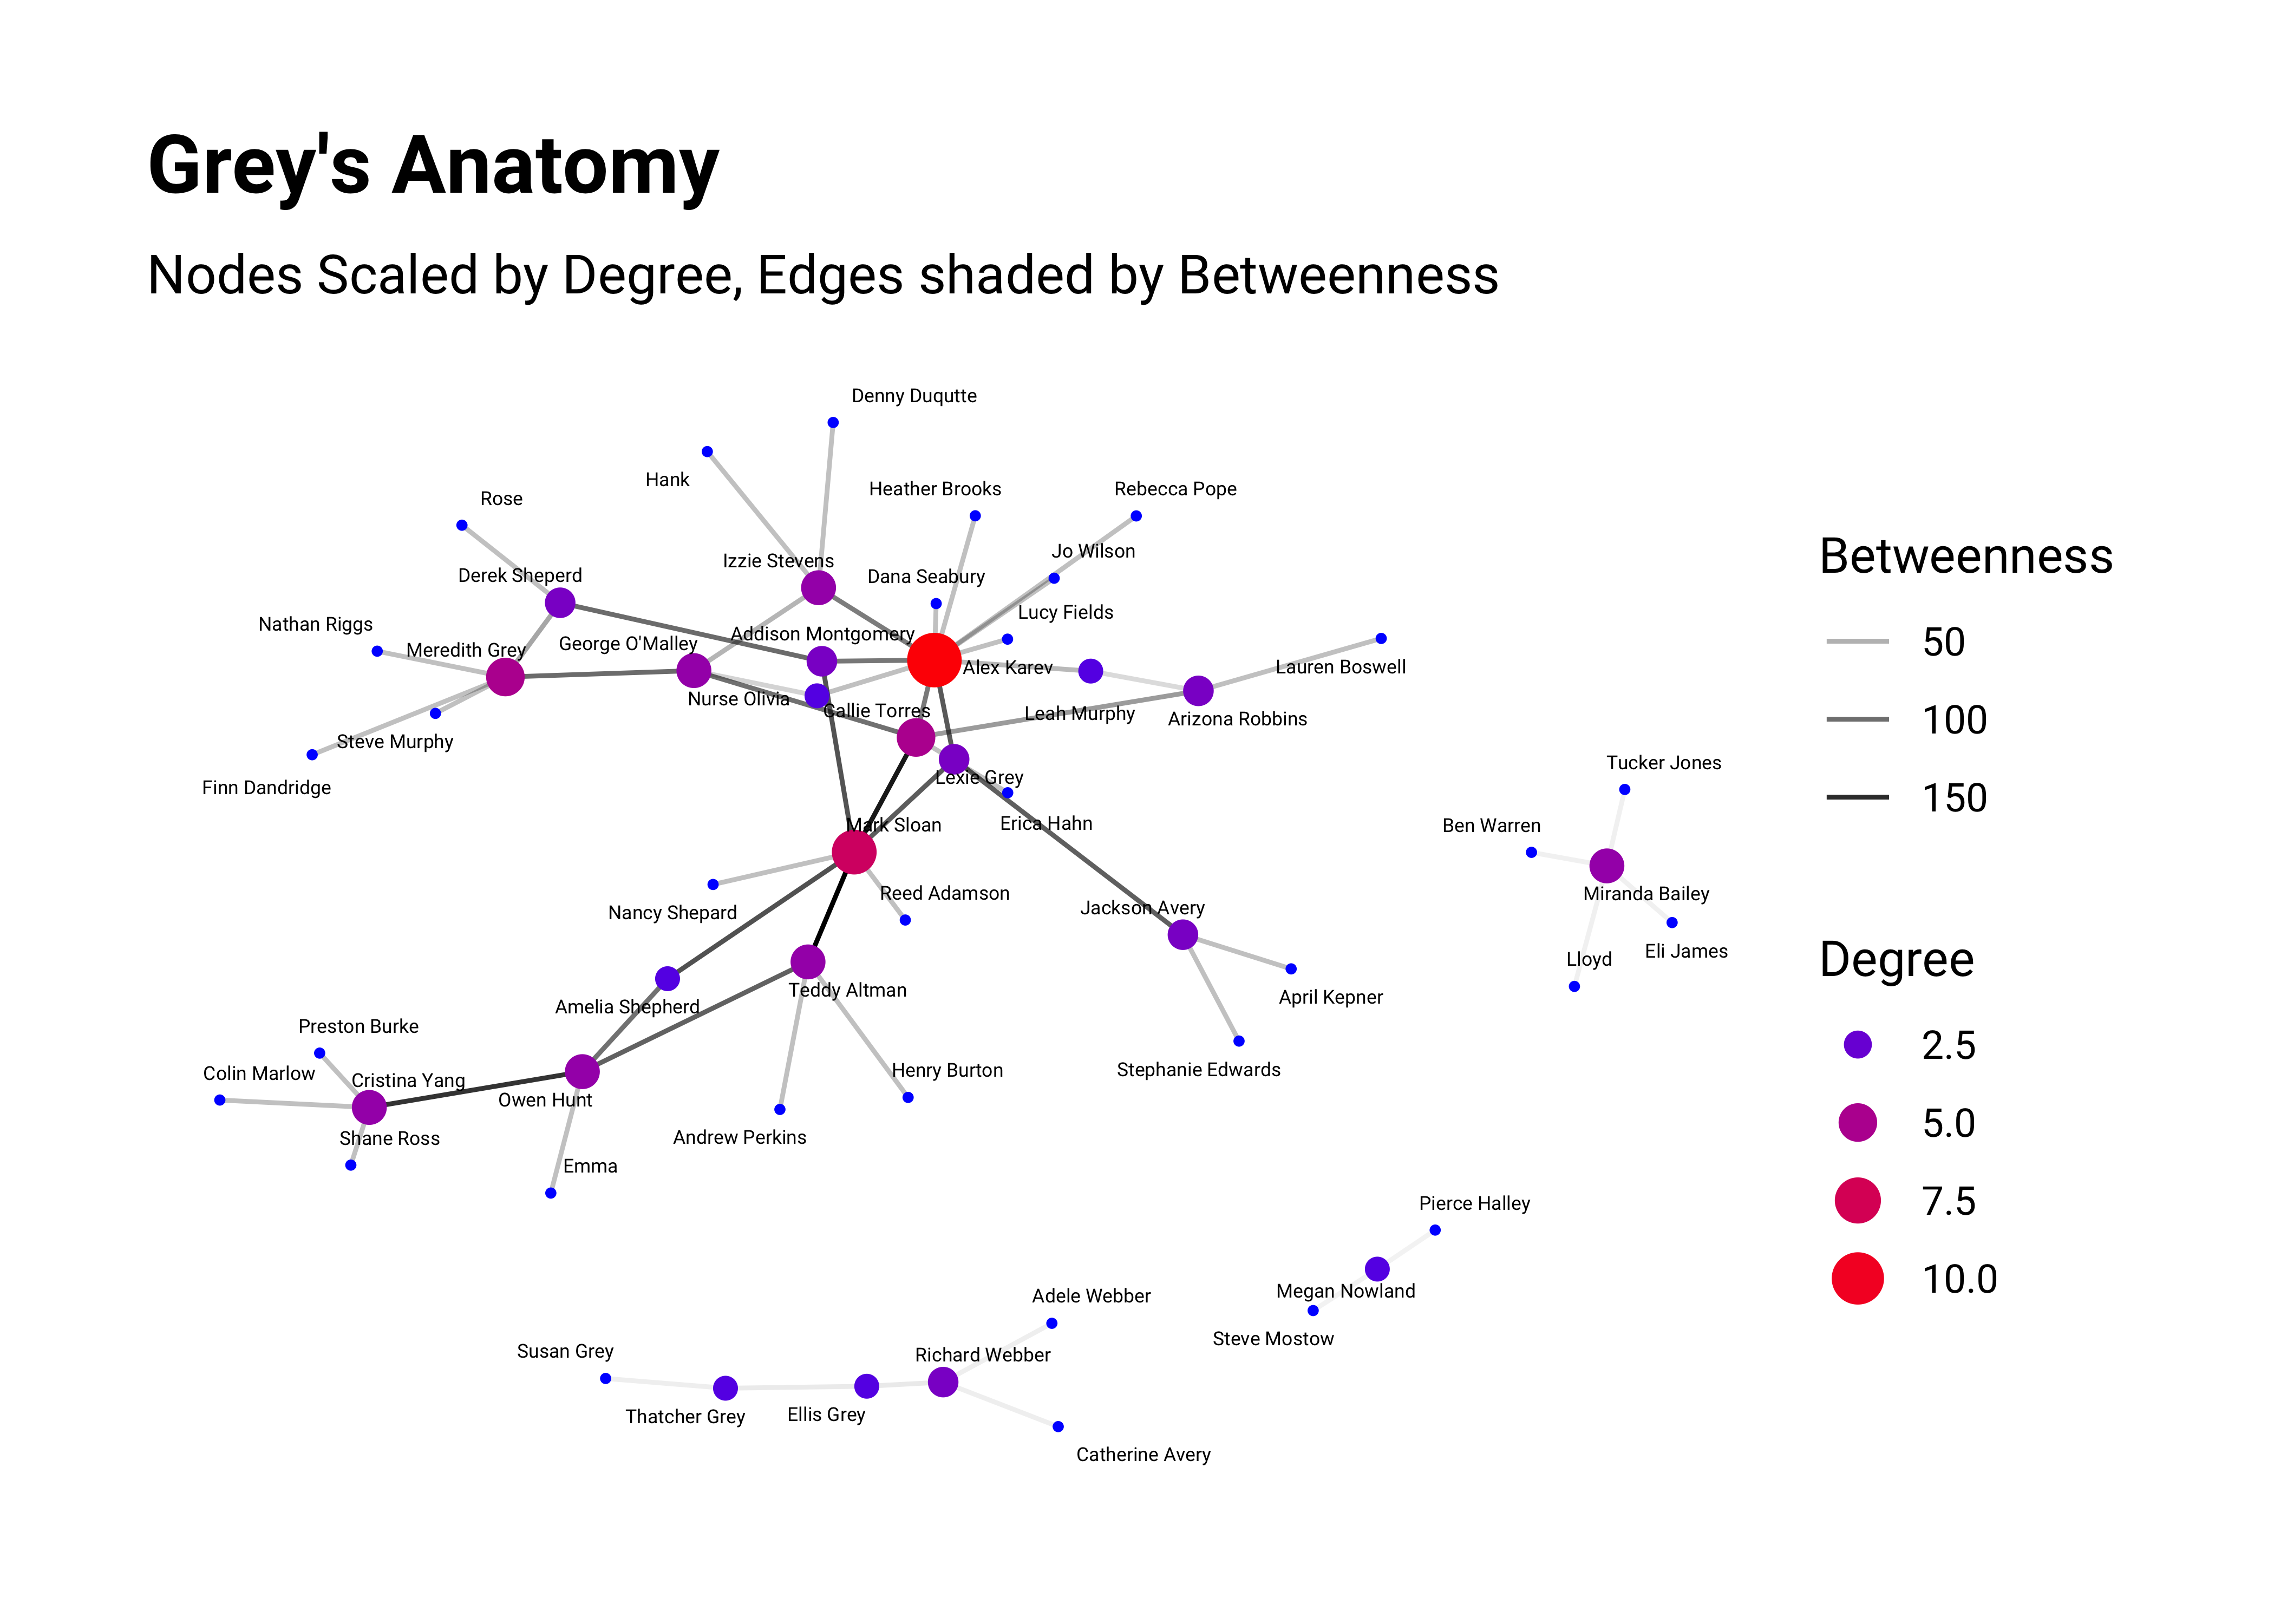 Grey's Anatomy
Nodes Scaled by Degree, Edges shaded by Betweenness
Denny Duqutte
Hank
Heather Brooks
Rebecca Pope
Rose
Jo Wilson
Izzie Stevens
Derek Sheperd
Dana Seabury
Lucy Fields
Nathan Riggs
Addison Montgomery
George O'Malley
Meredith Grey
Alex Karev
Lauren Boswell
Nurse Olivia
Callie Torres
Leah Murphy
Arizona Robbins
Steve Murphy
Lexie Grey
Finn Dandridge
Mark Sloan
Erica Hahn
Reed Adamson
Nancy Shepard
Jackson Avery
Teddy Altman
April Kepner
Amelia Shepherd
Preston Burke
Colin Marlow
Cristina Yang
Owen Hunt
Henry Burton
Stephanie Edwards
Shane Ross
Andrew Perkins
Emma
Tucker Jones
Ben Warren
Miranda Bailey
Lloyd
Eli James
Pierce Halley
Megan Nowland
Steve Mostow
Adele Webber
Susan Grey
Richard Webber
Thatcher Grey
Ellis Grey
Catherine Avery
Betweenness
50
100
150
Degree
2.5
5.0
7.5
10.0